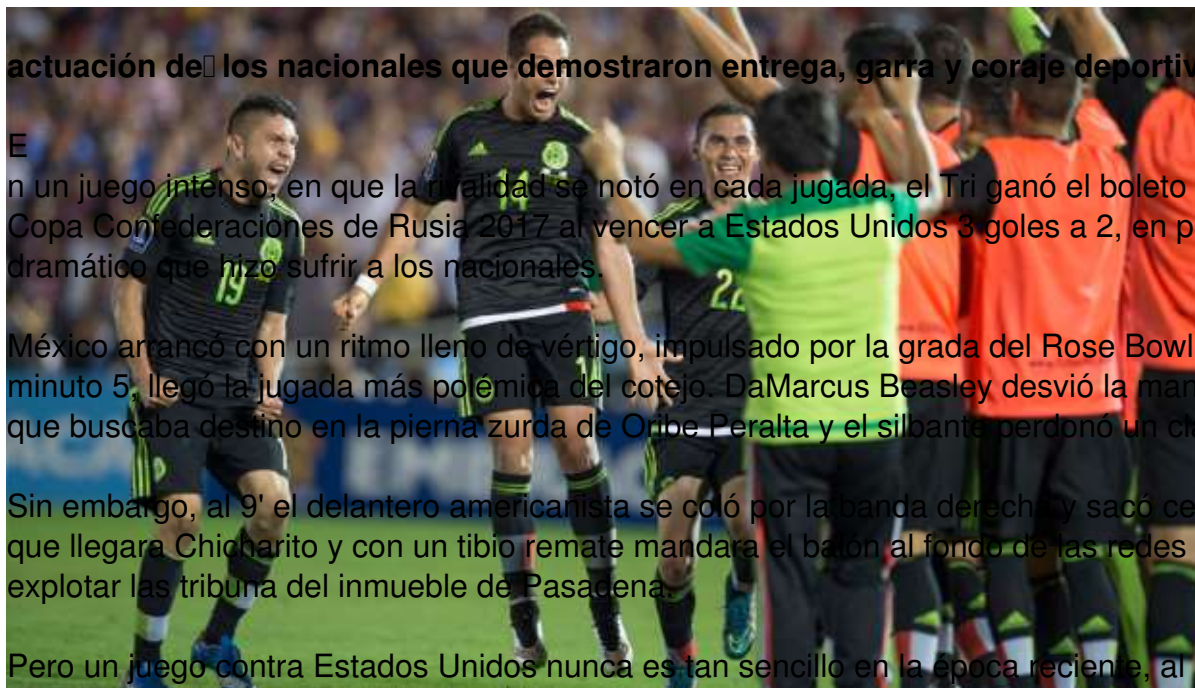 actuación de los nacionales que demostraron entrega, garra y coraje deportiv
E
n un juego intenso, en que la rivalidad se notó en cada jugada, el Tri ganó el boleto
Copa Confederaciones de Rusia 2017 al vencer a Estados Unidos 3 goles a 2, en p
dramático que hizo sufrir a los nacionales.
México arrancó con un ritmo lleno de vértigo, impulsado por la grada del Rose Bowl
minuto 5, llegó la jugada más polémica del cotejo. DaMarcus Beasley desvió la man
que buscaba destino en la pierna zurda de Oribe Peralta y el silbante perdonó un cla
Sin embargo, al 9' el delantero americanista se coló por la banda derecha y sacó ce
que llegara Chicharito y con un tibio remate mandara el balón al fondo de las redes
explotar las tribuna del inmueble de Pasadena.
Pero un juego contra Estados Unidos nunca es tan sencillo en la época reciente, al
19
14
22